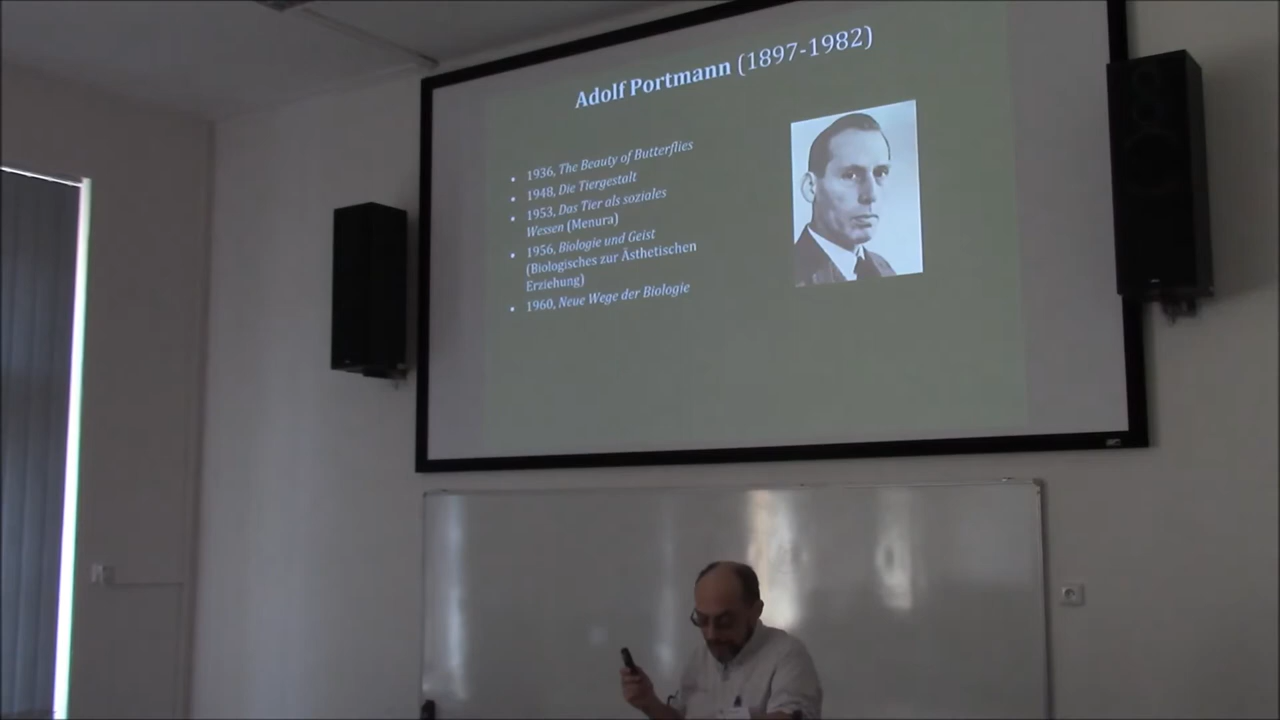 Adolf Portmann (1897-1982)
• 1936, The Beauty of Butterflies
• 1948, Die Tiergestalt
• 1953, Das Tier als soziales
Wessen (Menura)
• 1956, Biologie und Geist
(Biologisches zur Ästhetischen
Erziehung)
• 1960, Neue Wege der Biologie